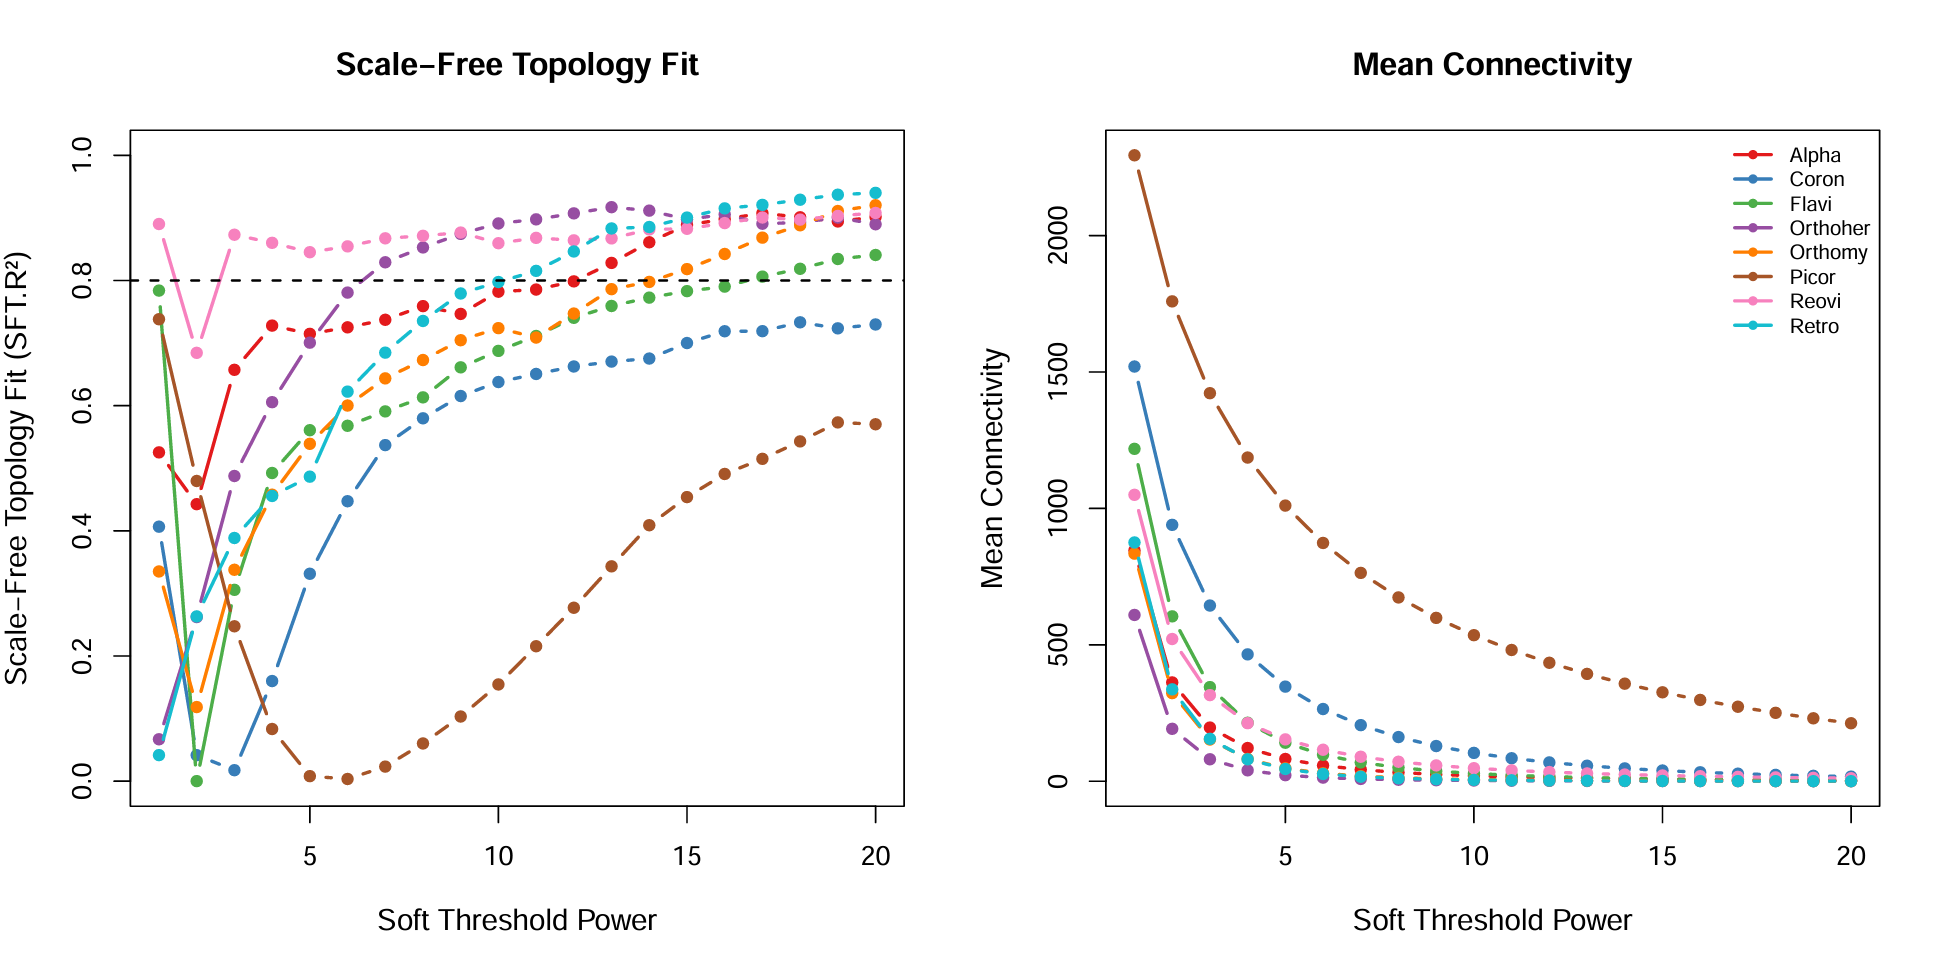 Scale−Free Topology Fit
Scale−Free Topology Fit (SFT.R²)
1.0
0.8
0.6
0.4
0.2
0.0
5 10 15 20
Soft Threshold Power
Mean Connectivity
Mean Connectivity
2000
1500
1000
500
0
Alpha
Coron
Flavi
Orthoher
Orthomy
Picor
Reovi
Retro
5 10 15 20
Soft Threshold Power